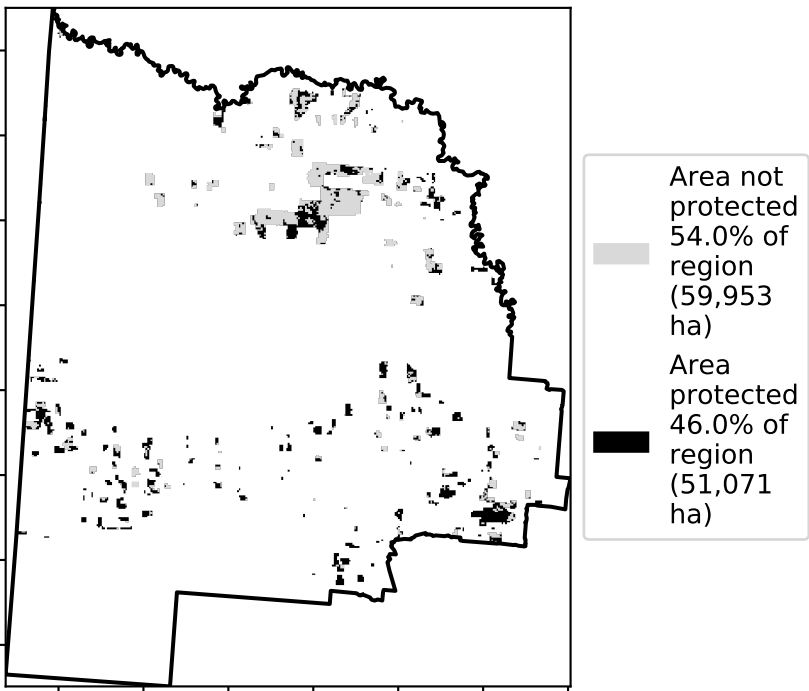 Area not
protected
54.0% of
region
(59,953
ha)
Area
protected
46.0% of
region
(51,071
ha)